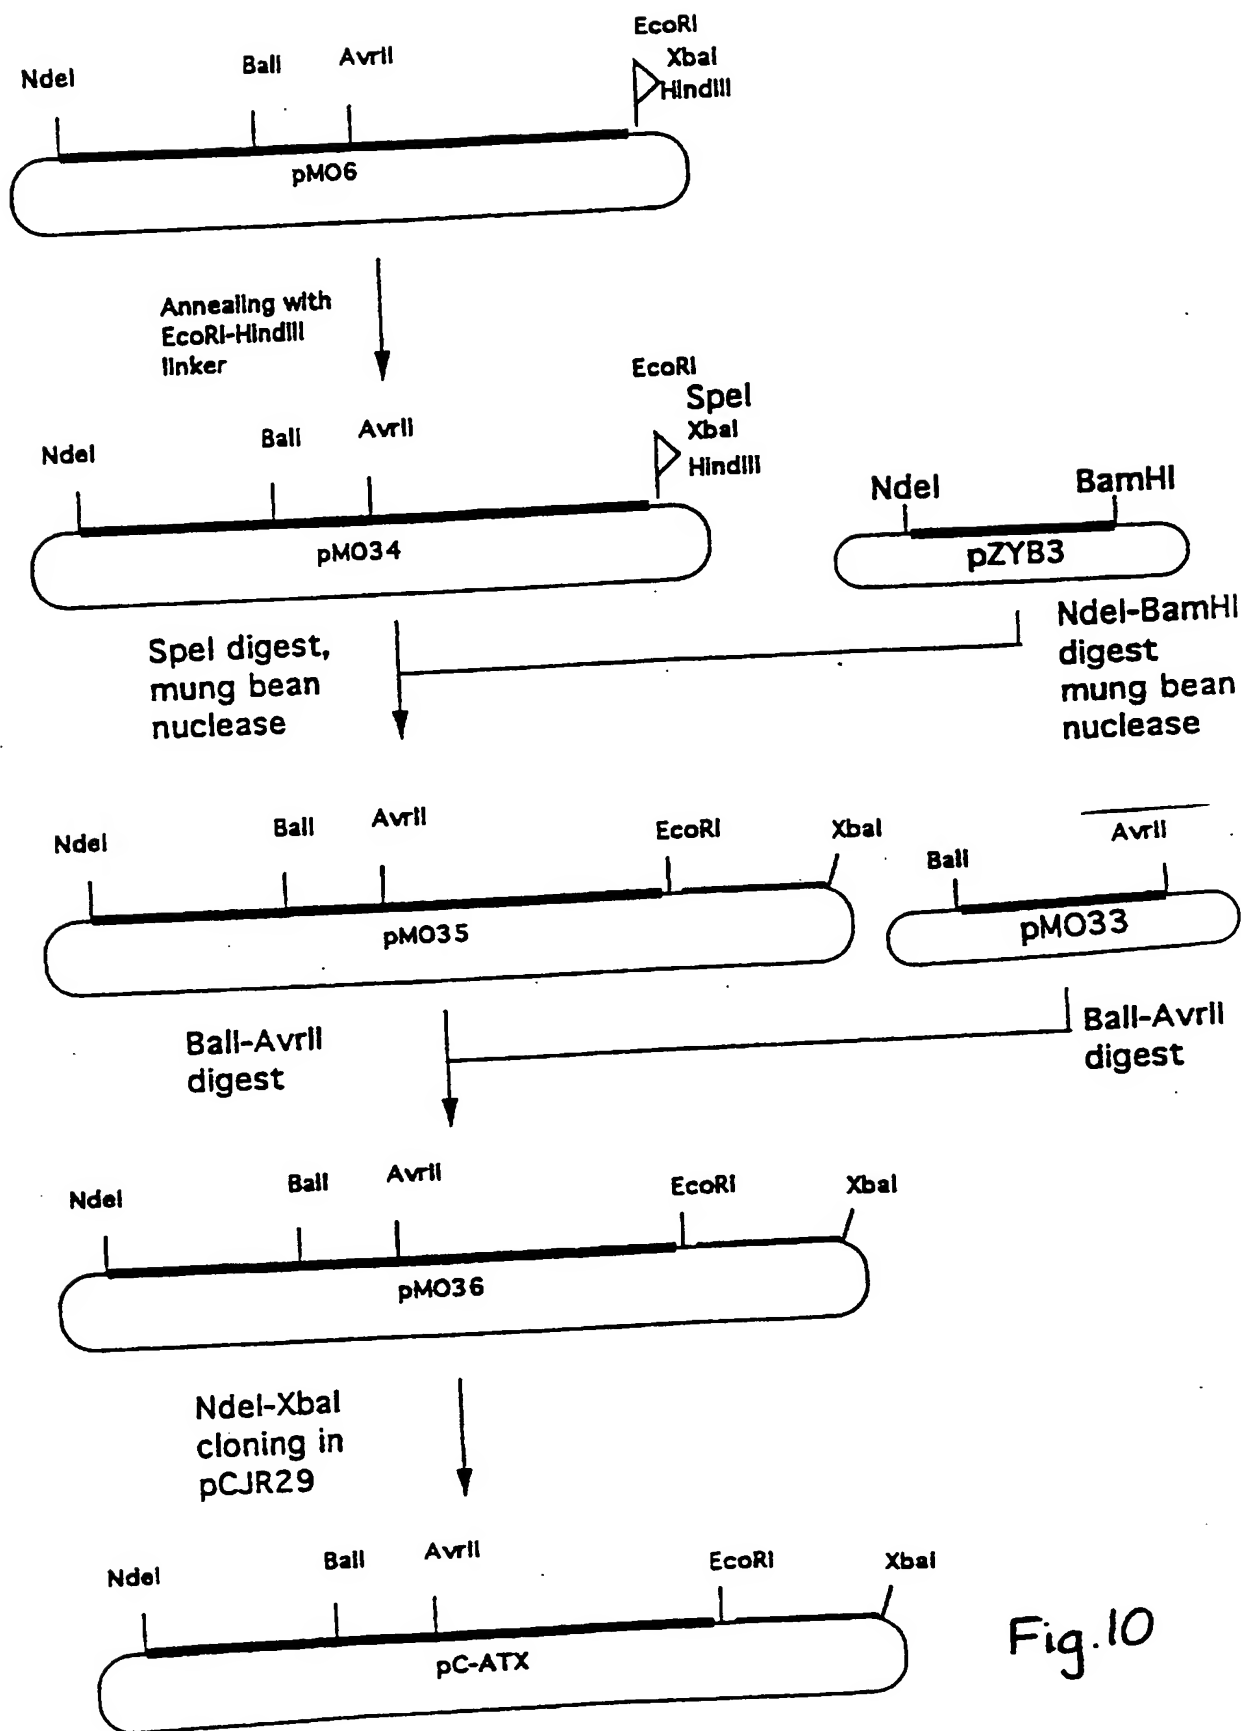 EcoRI
NdeI
BalI
AvrII
XbaI
HindIII
pMO6
Annealing with
EcoRI-HindIII
linker
EcoRI
SpeI
XbaI
HindIII
NdeI
BalI
AvrII
pMO34
NdeI
BamHI
pZYB3
SpeI digest,
mung bean
nuclease
NdeI-BamHI
digest
mung bean
nuclease
NdeI
BalI
AvrII
EcoRI
XbaI
pMO35
BalI
AvrII
pMO33
BalI-AvrII
digest
BalI-AvrII
digest
NdeI
BalI
AvrII
EcoRI
XbaI
pMO36
NdeI-XbaI
cloning in
pCJR29
NdeI
BalI
AvrII
EcoRI
XbaI
pC-ATX
Fig.10